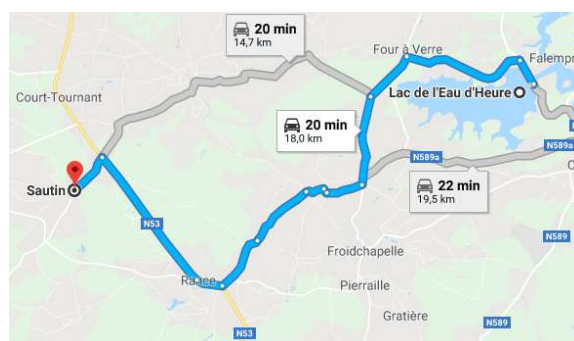 20 min
14,7 km
Four à Verre
Falempr
Court-Tournant
Lac de l'Eau d'Heure
20 min
18,0 km
N589a
N589a
Sautin
22 min
19,5 km
N53
N589
Froidchapelle
Rance
Pierraille
Gratière
N589
N53